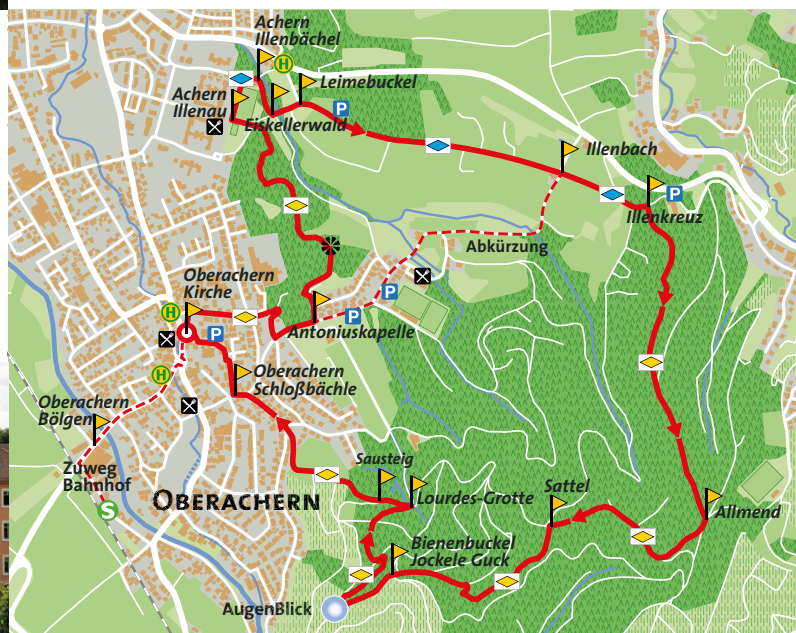 Achern
Illenbächel
H
Leimebuckel
Achern
Illenau
P
Eiskellerwald
Illenbach
P
Illenkreuz
Abkürzung
Oberachern
Kirche
H
P
P
P
Antoniuskapelle
H
Oberachern
Schloßbächle
Oberachern
Bölgen
Zuweg
Bahnhof
S
OBERACHERN
Sausteig
Lourdes-Grotte
Sattel
Allmend
Bienenbuckel
Jockele Guck
AugenBlick